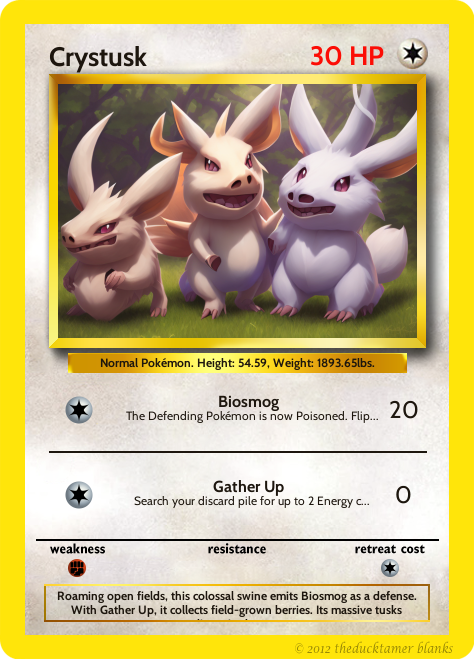 Crystusk
30 HP
Normal Pokémon. Height: 54.59, Weight: 1893.65lbs.
Biosmog
The Defending Pokémon is now Poisoned. Flip...
20
Gather Up
Search your discard pile for up to 2 Energy c...
0
weakness resistance retreat cost
Roaming open fields, this colossal swine emits Biosmog as a defense.
With Gather Up, it collects field-grown berries. Its massive tusks
© 2012 theducktamer blanks